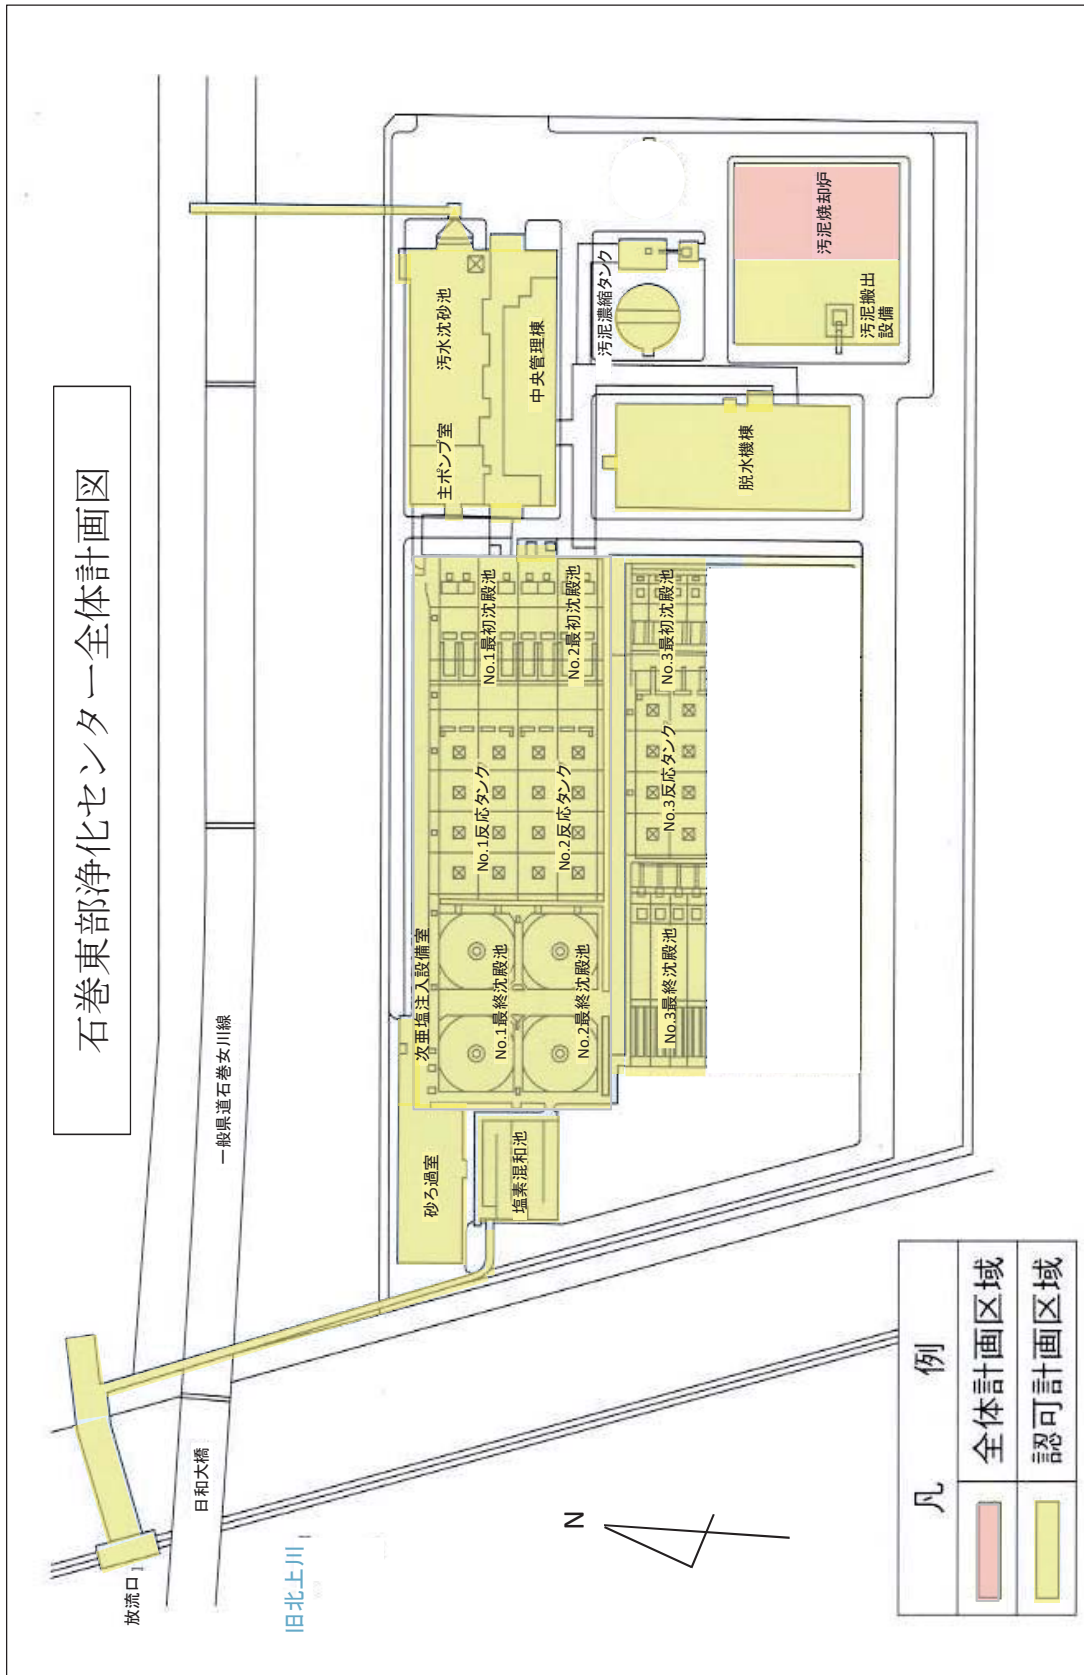 石巻東部浄化センター全体計画図
一般県道石巻女川線
日和大橋
放流口
旧北上川
N
汚水沈砂池
主ポンプ室
中央管理棟
汚泥濃縮タンク
汚泥焼却炉
汚泥搬出
設備
脱水機棟
No.1最初沈殿池
No.2最初沈殿池
No.3最初沈殿池
No.1反応タンク
No.2反応タンク
No.3反応タンク
次亜塩注入設備室
No.1最終沈殿池
No.2最終沈殿池
No.3最終沈殿池
砂ろ過室
塩素混和池
凡 例
全体計画区域
認可計画区域